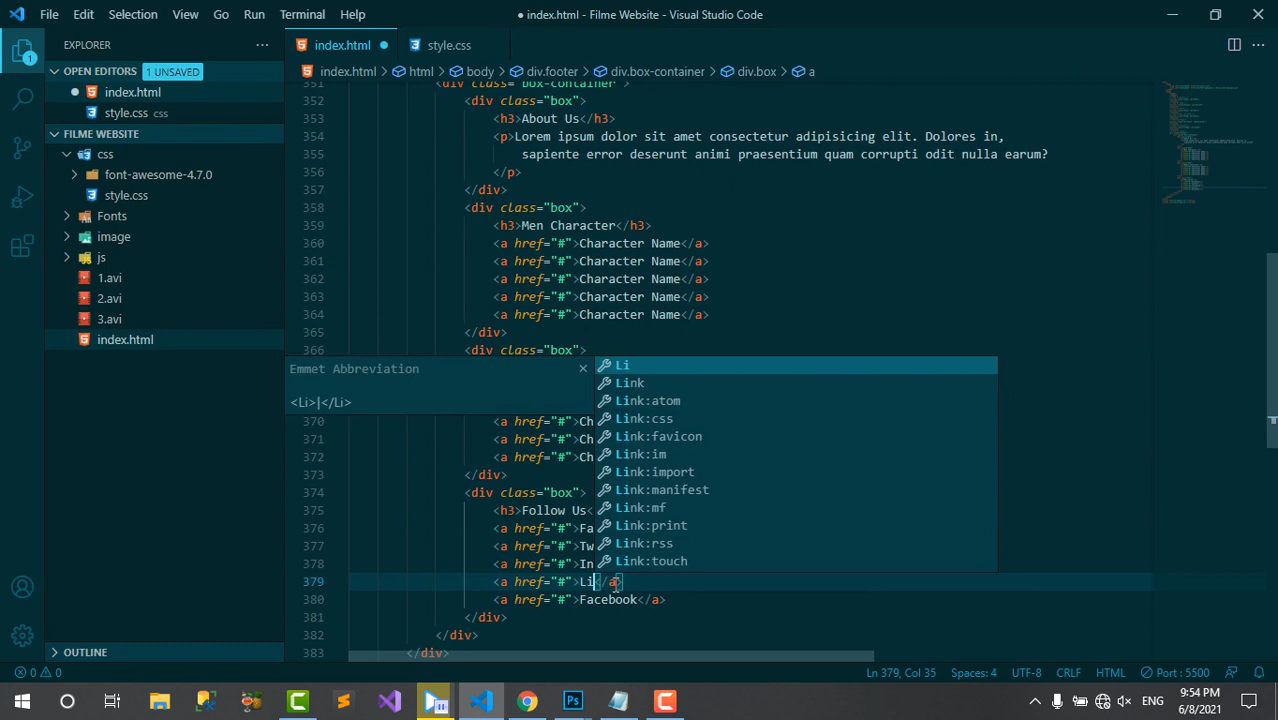 File Edit Selection View Go Run Terminal Help
● index.html - Filme Website - Visual Studio Code
EXPLORER ···
index.html ●
style.css
OPEN EDITORS 1 UNSAVED
● index.html
style.css css
FILME WEBSITE
css
font-awesome-4.7.0
style.css
Fonts
image
js
1.avi
2.avi
3.avi
index.html
OUTLINE
1
index.html > html > body > div.footer > div.box-container > div.box > a
351 <div class="box-container">
352 <div class="box">
353 <h3>About Us</h3>
354 <p>Lorem ipsum dolor sit amet consectetur adipisicing elit. Dolores in,
355 sapiente error deserunt animi praesentium quam corrupti odit nulla earum?
356 </p>
357 </div>
358 <div class="box">
359 <h3>Men Character</h3>
360 <a href="#">Character Name</a>
361 <a href="#">Character Name</a>
362 <a href="#">Character Name</a>
363 <a href="#">Character Name</a>
364 <a href="#">Character Name</a>
365 </div>
366 <div class="box">
Emmet Abbreviation ×
<Li>|</Li>
Li
Link
Link:atom
Link:css
Link:favicon
Link:im
Link:import
Link:manifest
Link:mf
Link:print
Link:rss
Link:touch
370 <a href="#">Ch
371 <a href="#">Ch
372 <a href="#">Ch
373 </div>
374 <div class="box">
375 <h3>Follow Us<
376 <a href="#">Fa
377 <a href="#">Tw
378 <a href="#">In
379 <a href="#">Li</a>
380 <a href="#">Facebook</a>
381 </div>
382 </div>
383 </div>
0 0
Ln 379, Col 35 Spaces: 4 UTF-8 CRLF HTML Port : 5500
ENG
9:54 PM
6/8/2021